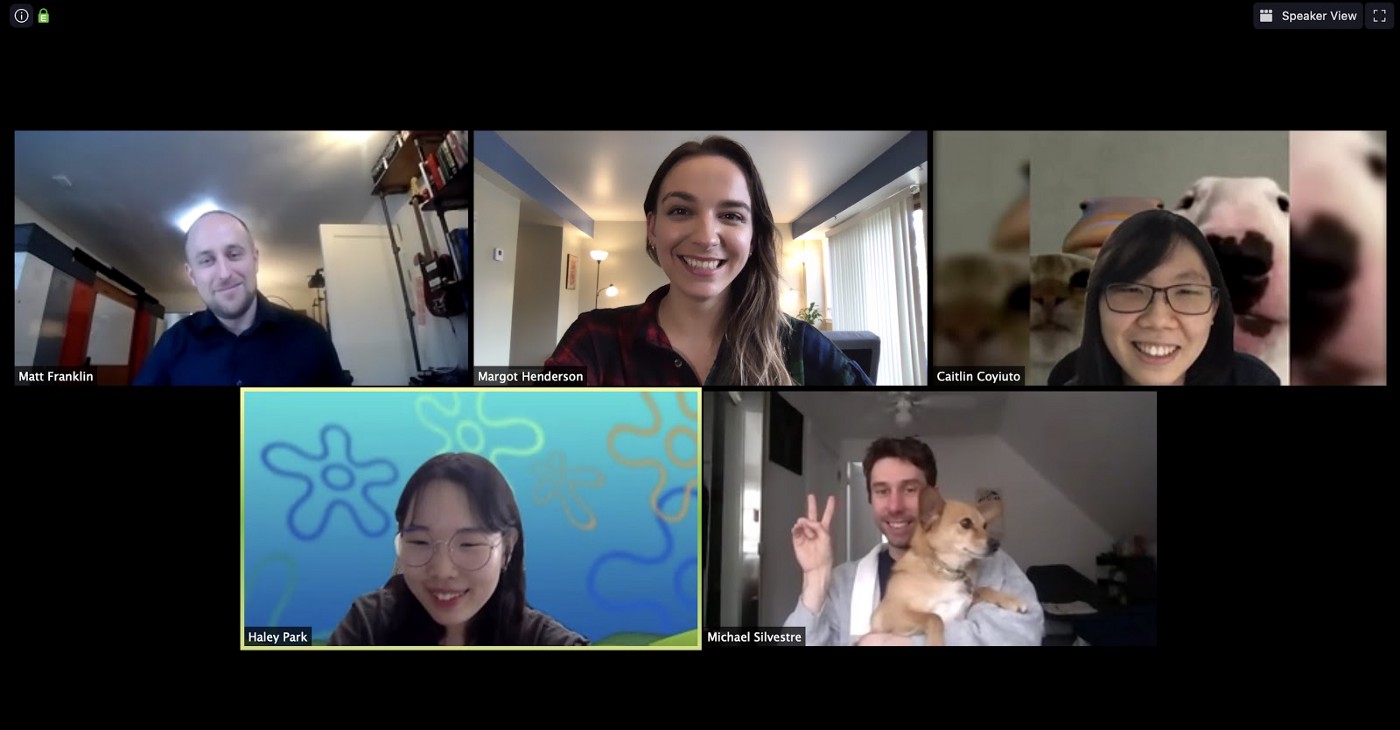 Speaker View
Matt Franklin
Margot Henderson
Caitlin Coyiuto
Haley Park
Michael Silvestre